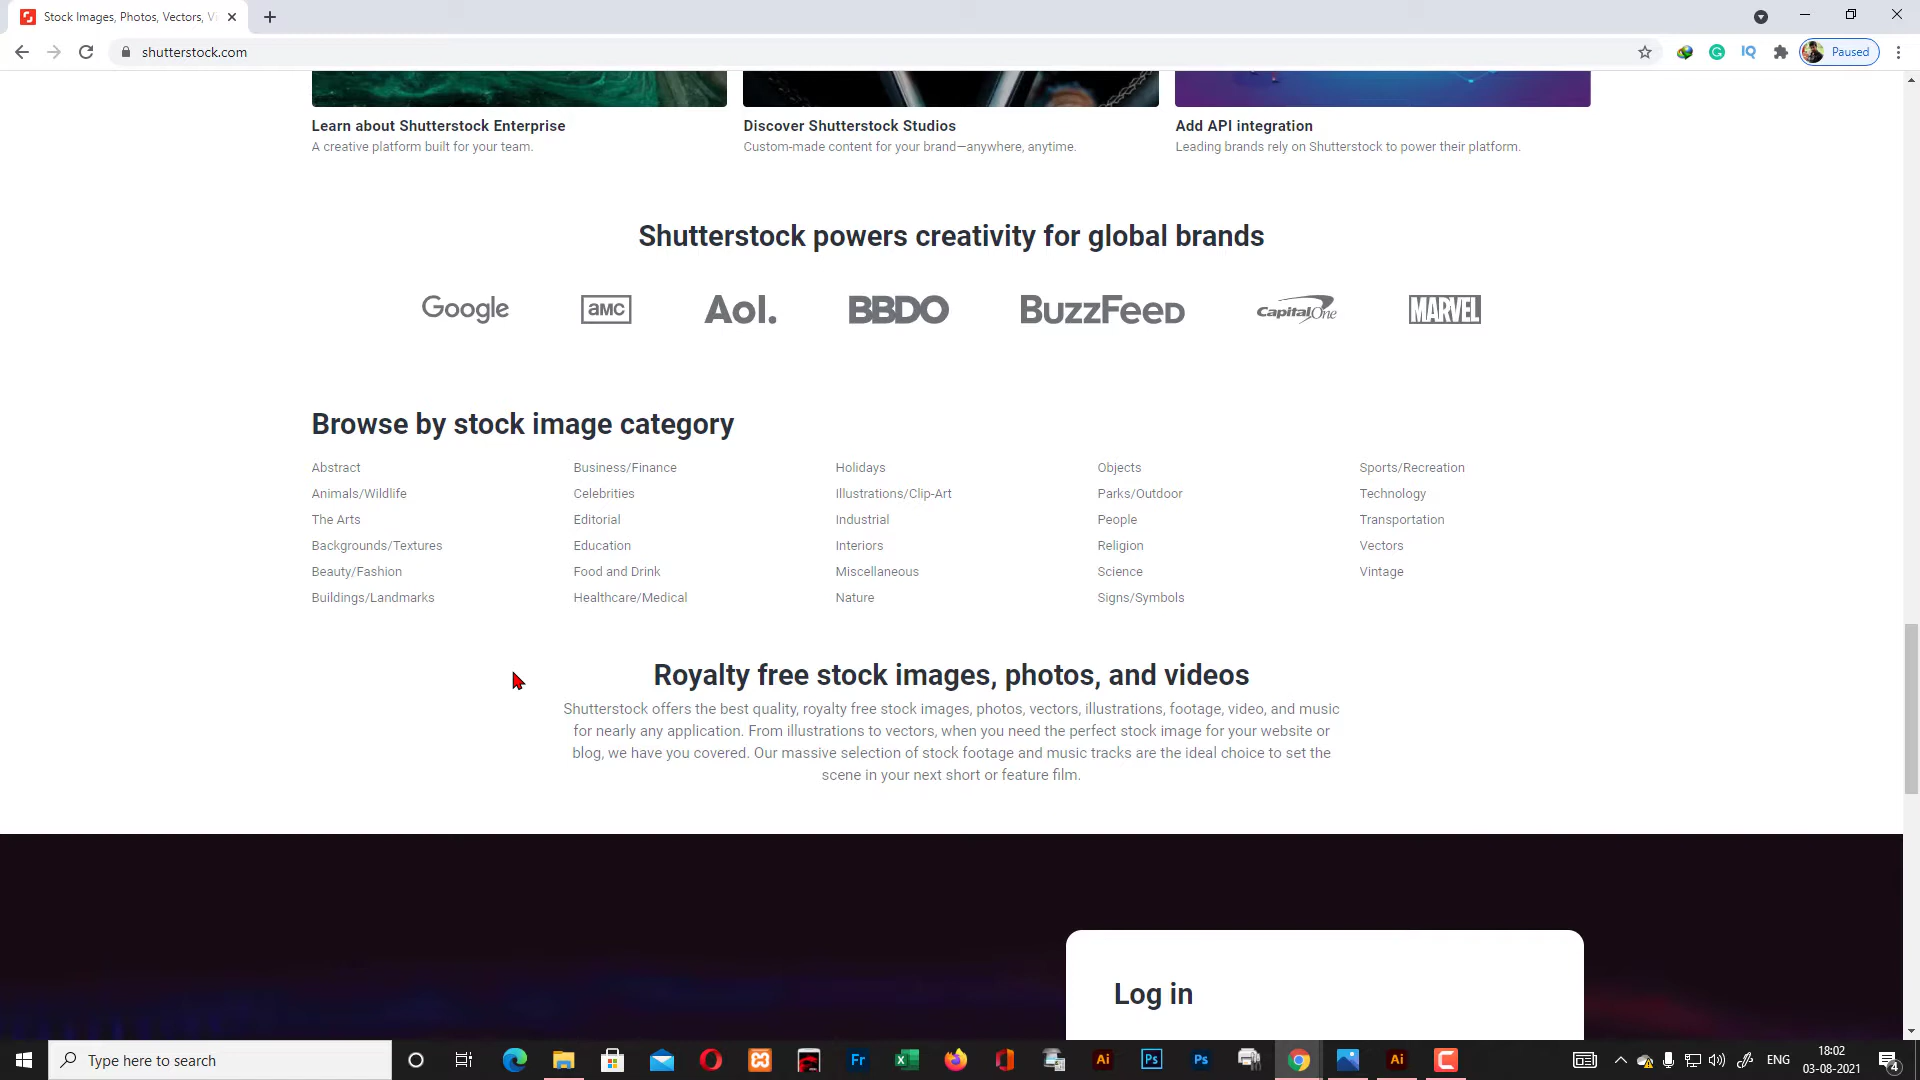 Stock Images, Photos, Vectors, Vi
shutterstock.com
Paused
Learn about Shutterstock Enterprise
A creative platform built for your team.
Discover Shutterstock Studios
Custom-made content for your brand—anywhere, anytime.
Add API integration
Leading brands rely on Shutterstock to power their platform.
Shutterstock powers creativity for global brands
Google amc Aol. BBDO BuzzFeed Capital One MARVEL
Browse by stock image category
Abstract Business/Finance Holidays Objects Sports/Recreation
Animals/Wildlife Celebrities Illustrations/Clip-Art Parks/Outdoor Technology
The Arts Editorial Industrial People Transportation
Backgrounds/Textures Education Interiors Religion Vectors
Beauty/Fashion Food and Drink Miscellaneous Science Vintage
Buildings/Landmarks Healthcare/Medical Nature Signs/Symbols
Royalty free stock images, photos, and videos
Shutterstock offers the best quality, royalty free stock images, photos, vectors, illustrations, footage, video, and music
for nearly any application. From illustrations to vectors, when you need the perfect stock image for your website or
blog, we have you covered. Our massive selection of stock footage and music tracks are the ideal choice to set the
scene in your next short or feature film.
Log in
Type here to search
Fr
Ai
Ps
Ps
Ai
ENG
18:02
03-08-2021
4